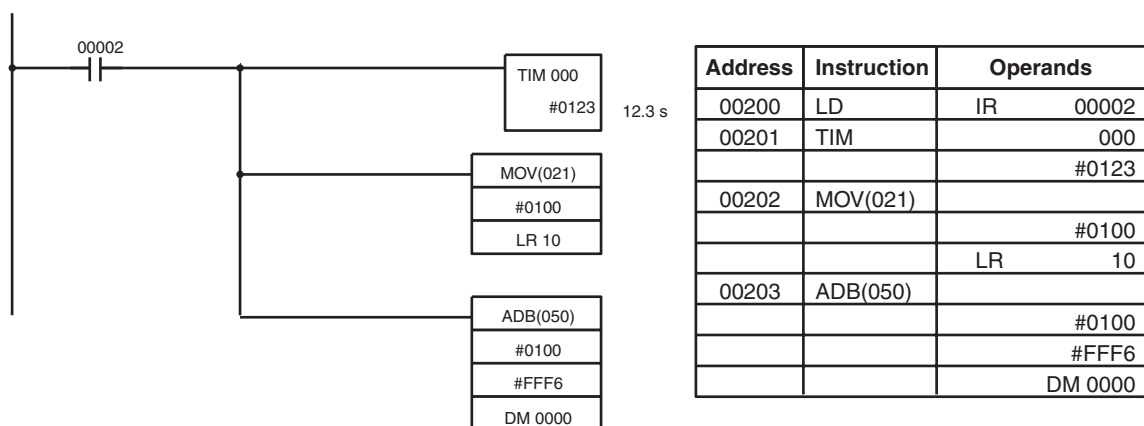 00002
TIM 000
#0123
12.3 s
MOV(021)
#0100
LR 10
ADB(050)
#0100
#FFF6
DM 0000
Address Instruction Operands
00200 LD IR 00002
00201 TIM 000
#0123
00202 MOV(021)
#0100
LR 10
00203 ADB(050)
#0100
#FFF6
DM 0000